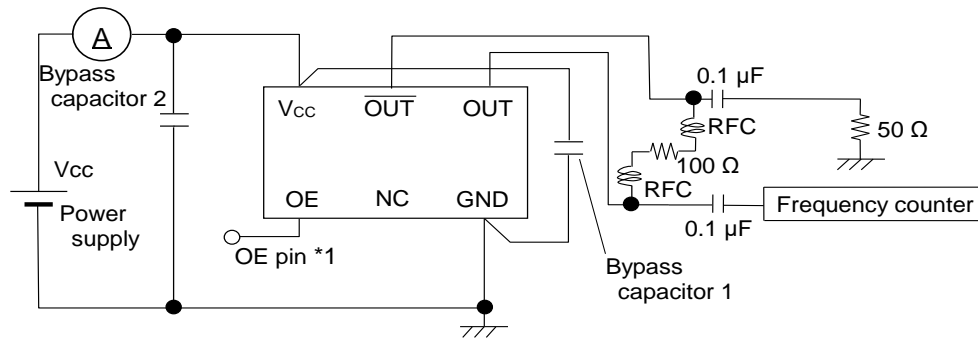 A
Bypass
capacitor 2
Vcc
Power
supply
VCC
OUT
OUT
OE
NC
GND
OE pin *1
0.1 µF
RFC
50 Ω
100 Ω
RFC
0.1 µF
Frequency counter
Bypass
capacitor 1